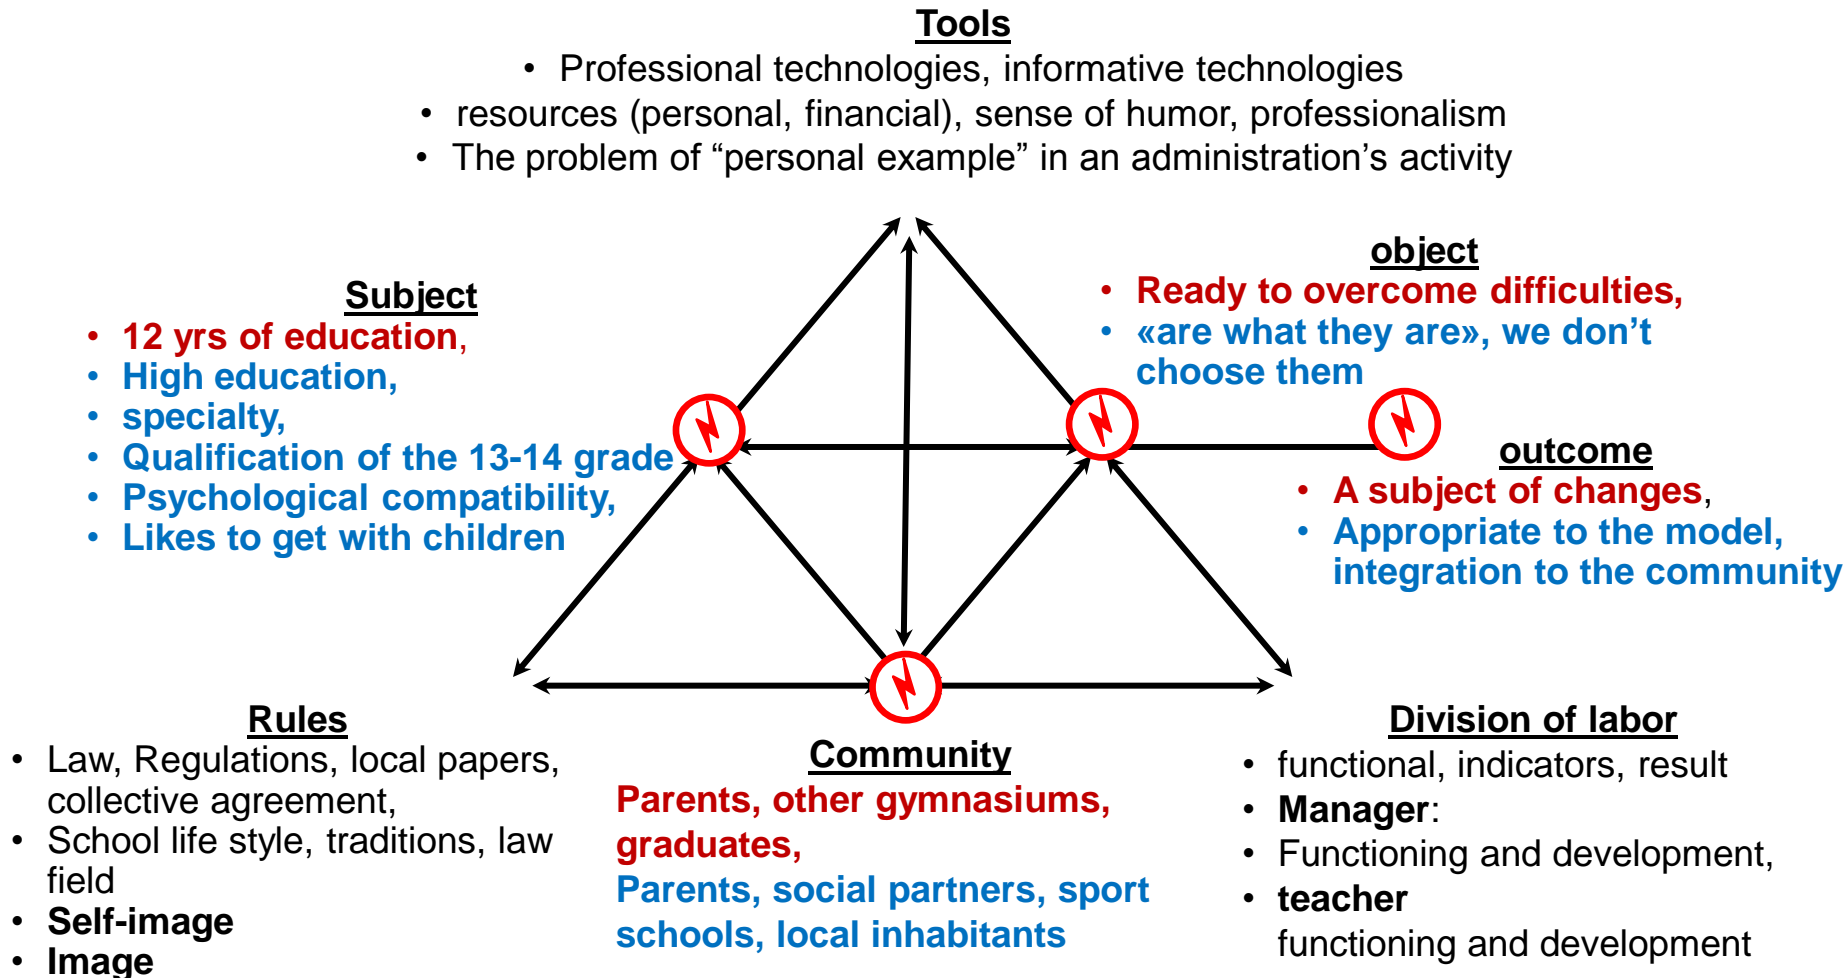 Tools
• Professional technologies, informative technologies
• resources (personal, financial), sense of humor, professionalism
• The problem of “personal example” in an administration’s activity
Subject
• 12 yrs of education,
• High education,
• specialty,
• Qualification of the 13-14 grade
• Psychological compatibility,
• Likes to get with children
object
• Ready to overcome difficulties,
• «are what they are», we don’t
choose them
outcome
• A subject of changes,
• Appropriate to the model,
integration to the community
Rules
• Law, Regulations, local papers,
collective agreement,
• School life style, traditions, law
field
• Self-image
• Image
Community
Parents, other gymnasiums,
graduates,
Parents, social partners, sport
schools, local inhabitants
Division of labor
• functional, indicators, result
• Manager:
• Functioning and development,
• teacher
functioning and development